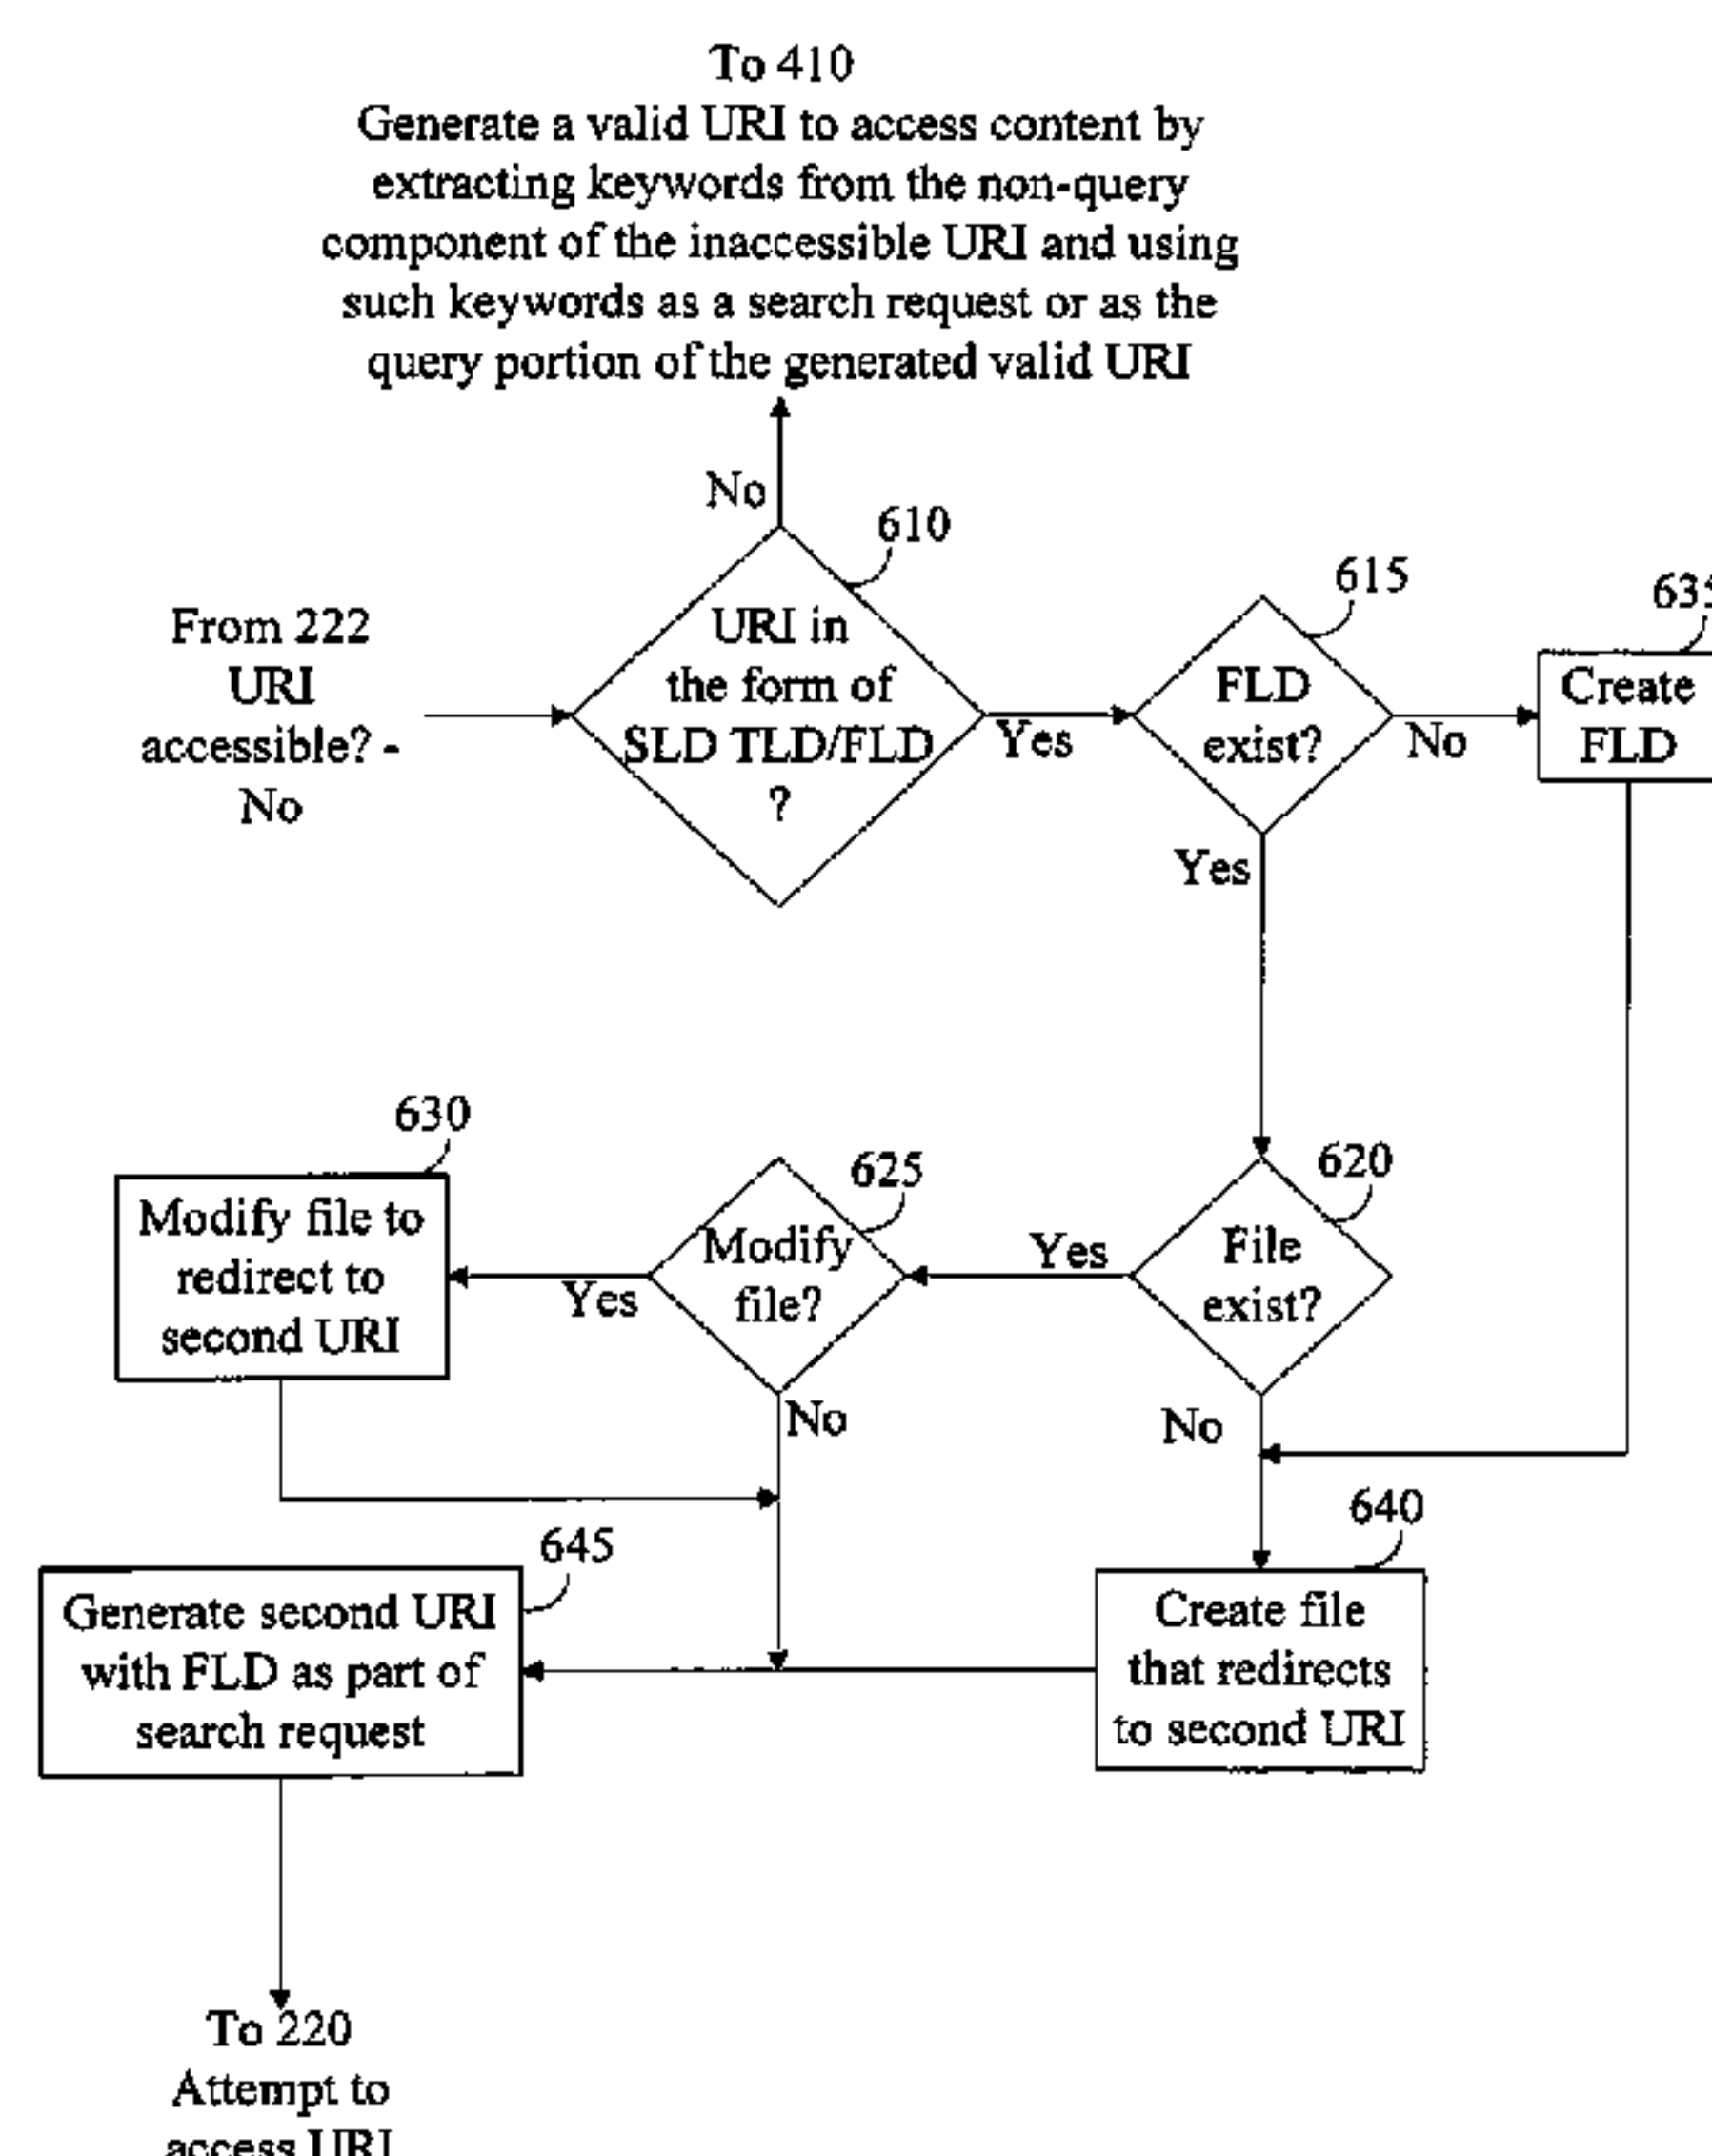 To 410
Generate a valid URI to access content by
extracting keywords from the non-query
component of the inaccessible URI and using
such keywords as a search request or as the
query portion of the generated valid URI
No
610
615
635
From 222
URI
accessible? -
No
URI in
the form of
SLD TLD/FLD
?
Yes
FLD
exist?
No
Create
FLD
Yes
630
625
620
Modify file to
redirect to
second URI
Yes
Modify
file?
Yes
File
exist?
No
No
645
640
Generate second URI
with FLD as part of
search request
Create file
that redirects
to second URI
To 220
Attempt to
access URI